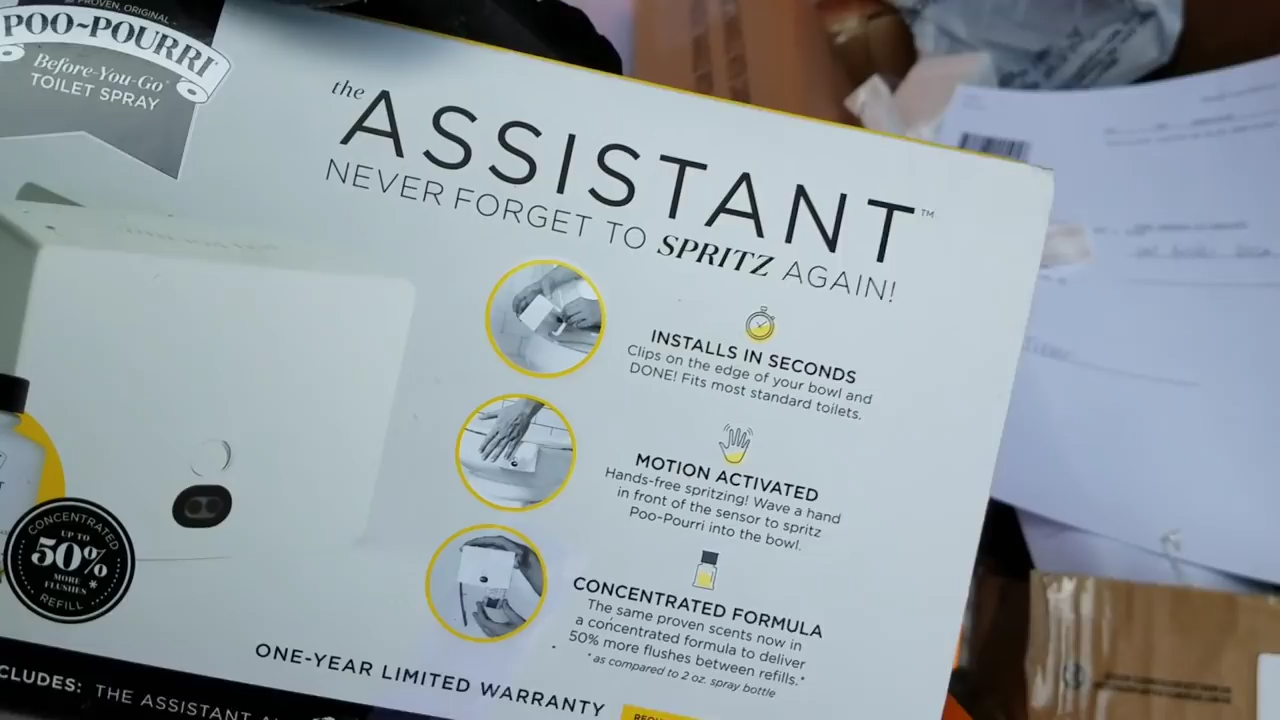 PROVEN, ORIGINAL
POO~POURRI
Before-You-Go
TOILET SPRAY
the
ASSISTANT™
NEVER FORGET TO SPRITZ AGAIN!
INSTALLS IN SECONDS
Clips on the edge of your bowl and
DONE! Fits most standard toilets.
MOTION ACTIVATED
Hands-free spritzing! Wave a hand
in front of the sensor to spritz
Poo-Pourri into the bowl.
CONCENTRATED FORMULA
The same proven scents now in
a concentrated formula to deliver
50% more flushes between refills.*
*as compared to 2 oz. spray bottle
CONCENTRATED
UP TO
50%
MORE
FLUSHES*
REFILL
ONE-YEAR LIMITED WARRANTY
CLUDES: THE ASSISTANT